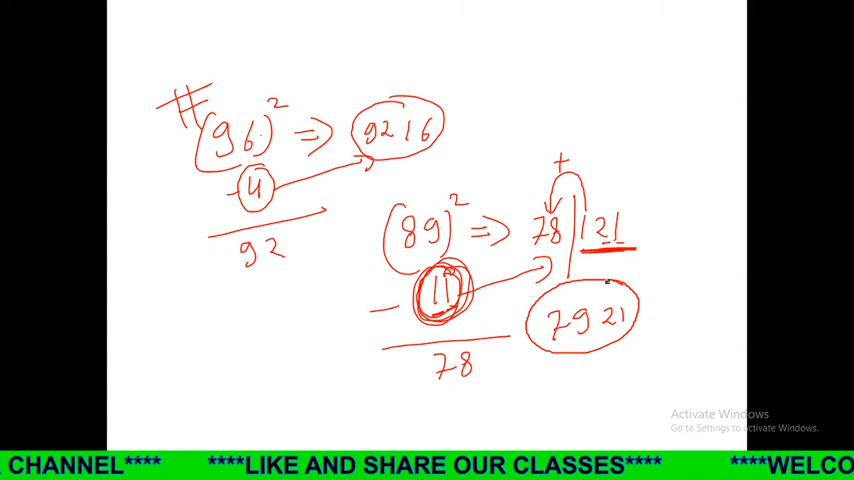 (96)² => 9216
- 4
92
+
(89)² => 78|121
- 11²
7921
78
Activate Windows
Go to Settings to activate Windows.
CHANNEL**** ****LIKE AND SHARE OUR CLASSES**** ****WELCO